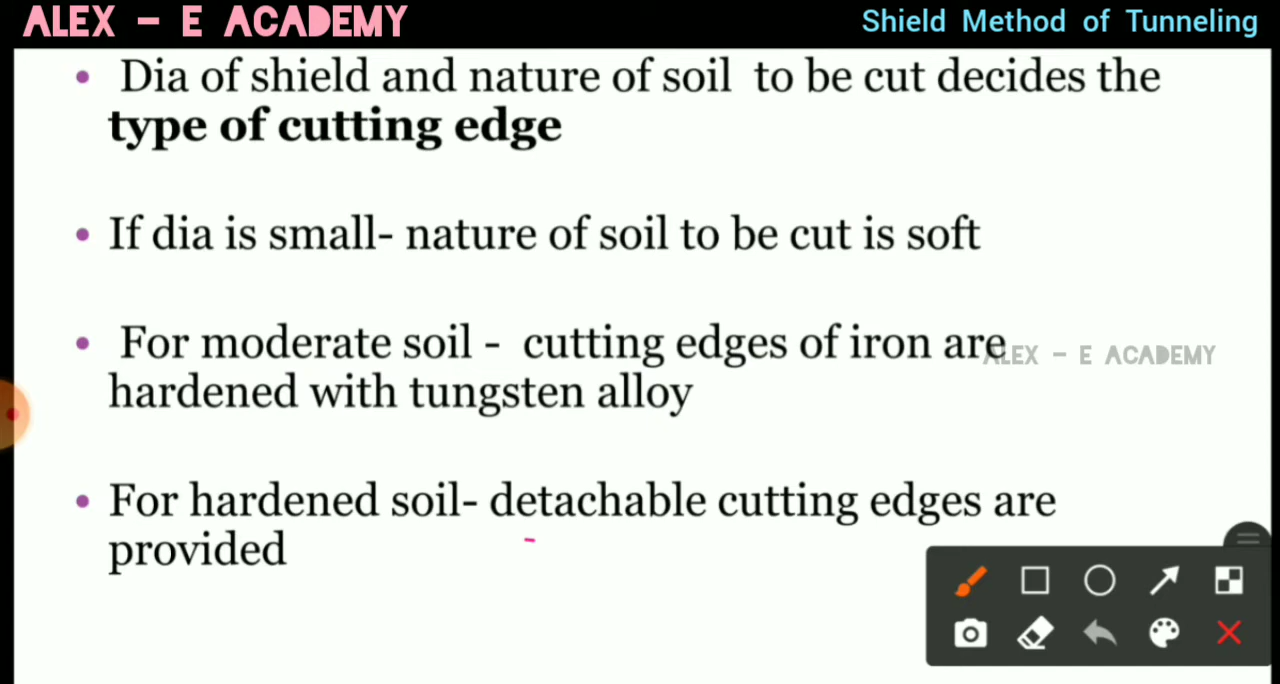 ALEX - E ACADEMY
Shield Method of Tunneling
• Dia of shield and nature of soil to be cut decides the
type of cutting edge
• If dia is small- nature of soil to be cut is soft
• For moderate soil - cutting edges of iron are
ALEX - E ACADEMY
hardened with tungsten alloy
• For hardened soil- detachable cutting edges are
provided